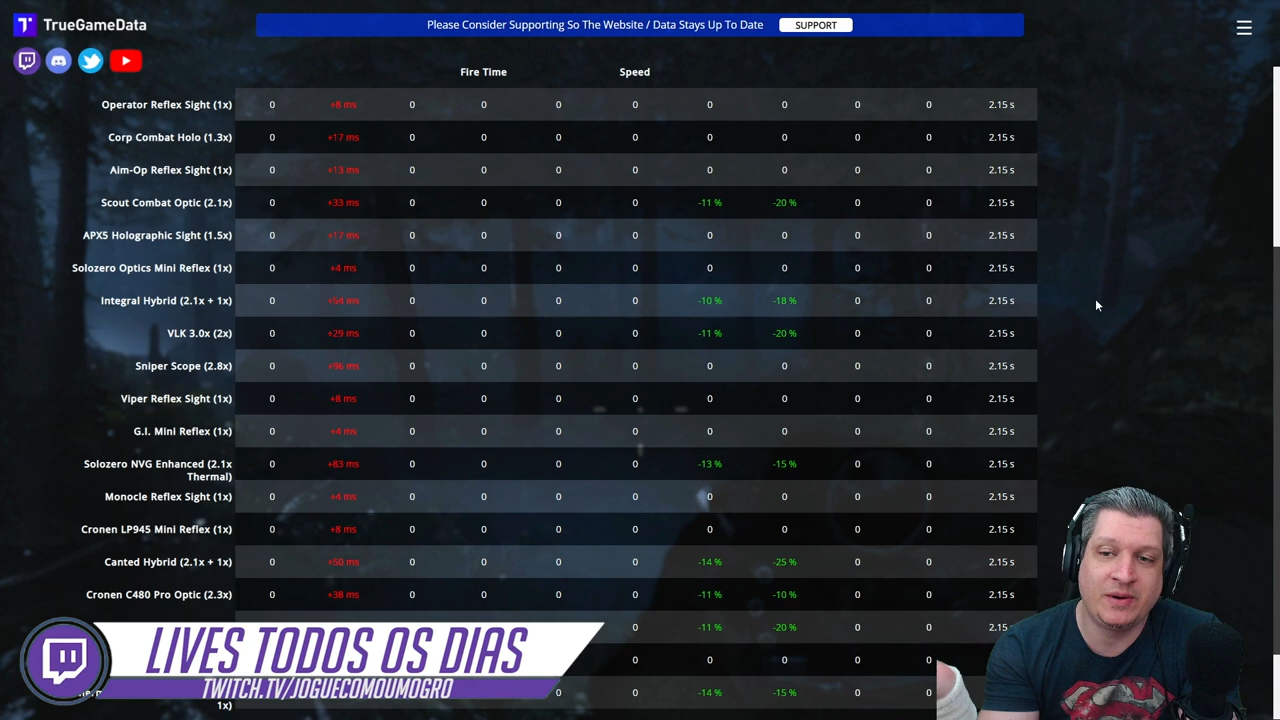 TrueGameData
Please Consider Supporting So The Website / Data Stays Up To Date
SUPPORT
Fire Time Speed
Operator Reflex Sight (1x) 0 +8 ms 0 0 0 0 0 0 0 0 2.15 s
Corp Combat Holo (1.3x) 0 +17 ms 0 0 0 0 0 0 0 0 2.15 s
Aim-Op Reflex Sight (1x) 0 +13 ms 0 0 0 0 0 0 0 0 2.15 s
Scout Combat Optic (2.1x) 0 +33 ms 0 0 0 0 -11 % -20 % 0 0 2.15 s
APX5 Holographic Sight (1.5x) 0 +17 ms 0 0 0 0 0 0 0 0 2.15 s
Solozero Optics Mini Reflex (1x) 0 +4 ms 0 0 0 0 0 0 0 0 2.15 s
Integral Hybrid (2.1x + 1x) 0 +54 ms 0 0 0 0 -10 % -18 % 0 0 2.15 s
VLK 3.0x (2x) 0 +29 ms 0 0 0 0 -11 % -20 % 0 0 2.15 s
Sniper Scope (2.8x) 0 +96 ms 0 0 0 0 0 0 0 0 2.15 s
Viper Reflex Sight (1x) 0 +8 ms 0 0 0 0 0 0 0 0 2.15 s
G.I. Mini Reflex (1x) 0 +4 ms 0 0 0 0 0 0 0 0 2.15 s
Solozero NVG Enhanced (2.1x
Thermal) 0 +83 ms 0 0 0 0 -13 % -15 % 0 0 2.15 s
Monocle Reflex Sight (1x) 0 +4 ms 0 0 0 0 0 0 0 0 2.15 s
Cronen LP945 Mini Reflex (1x) 0 +8 ms 0 0 0 0 0 0 0 0 2.15 s
Canted Hybrid (2.1x + 1x) 0 +50 ms 0 0 0 0 -14 % -25 % 0 0 2.15 s
Cronen C480 Pro Optic (2.3x) 0 +38 ms 0 0 0 0 -11 % -10 % 0 0 2.15 s
0 -11 % -20 % 0 0 2.15
0 0 0 0 0
0 0 -14 % -15 % 0 0
1x)
LIVES TODOS OS DIAS
TWITCH.TV/JOGUECOMOUMOGRO